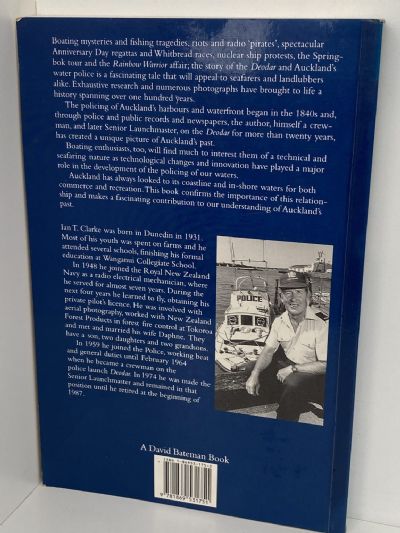 Boating mysteries and fishing tragedies, riots and radio 'pirates', spectacular
Anniversary Day regattas and Whitbread races, nuclear ship protests, the Spring-
bok tour and the Rainbow Warrior affair; the story of the Deodar and Auckland's
water police is a fascinating tale that will appeal to seafarers and landlubbers
alike. Exhaustive research and numerous photographs have brought to life a
history spanning over one hundred years.
The policing of Auckland's harbours and waterfront began in the 1840s and,
through police and public records and newspapers, the author, himself a crew-
man, and later Senior Launchmaster, on the Deodar for more than twenty years,
has created a unique picture of Auckland's past.
Boating enthusiasts, too, will find much to interest them of a technical and
seafaring nature as technological changes and innovation have played a major
role in the development of the policing of our waters.
Auckland has always looked to its coastline and in-shore waters for both
commerce and recreation. This book confirms the importance of this relation-
ship and makes a fascinating contribution to our understanding of Auckland's
past.
Ian T. Clarke was born in Dunedin in 1931.
Most of his youth was spent on farms and he
attended several schools, finishing his formal
education at Wanganui Collegiate School.
In 1948 he joined the Royal New Zealand
Navy as a radio electrical mechanician, where
he served for almost seven years. During the
next four years he learned to fly, obtaining his
private pilot's licence. He was involved with
aerial photography, worked with New Zealand
Forest Products in forest fire control at Tokoroa
and met and married his wife Daphne. They
have a son, two daughters and two grandsons.
In 1959 he joined the Police, working beat
and general duties until February 1964
when he became a crewman on the
police launch Deodar. In 1974 he was made the
Senior Launchmaster and remained in that
position until he retired at the beginning of
1987.
POLICE
A David Bateman Book